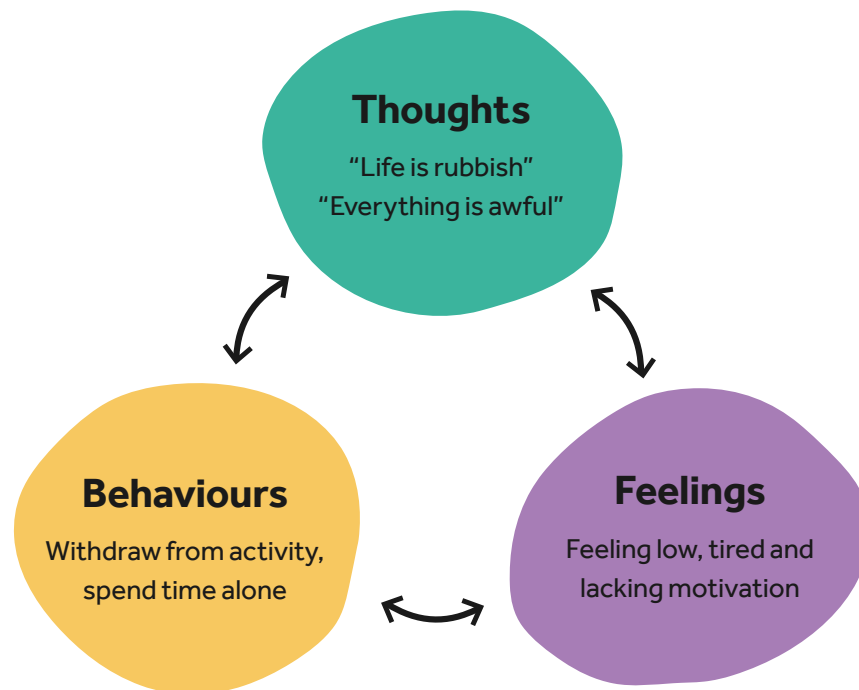 Thoughts
“Life is rubbish”
“Everything is awful”
Behaviours
Withdraw from activity,
spend time alone
Feelings
Feeling low, tired and
lacking motivation